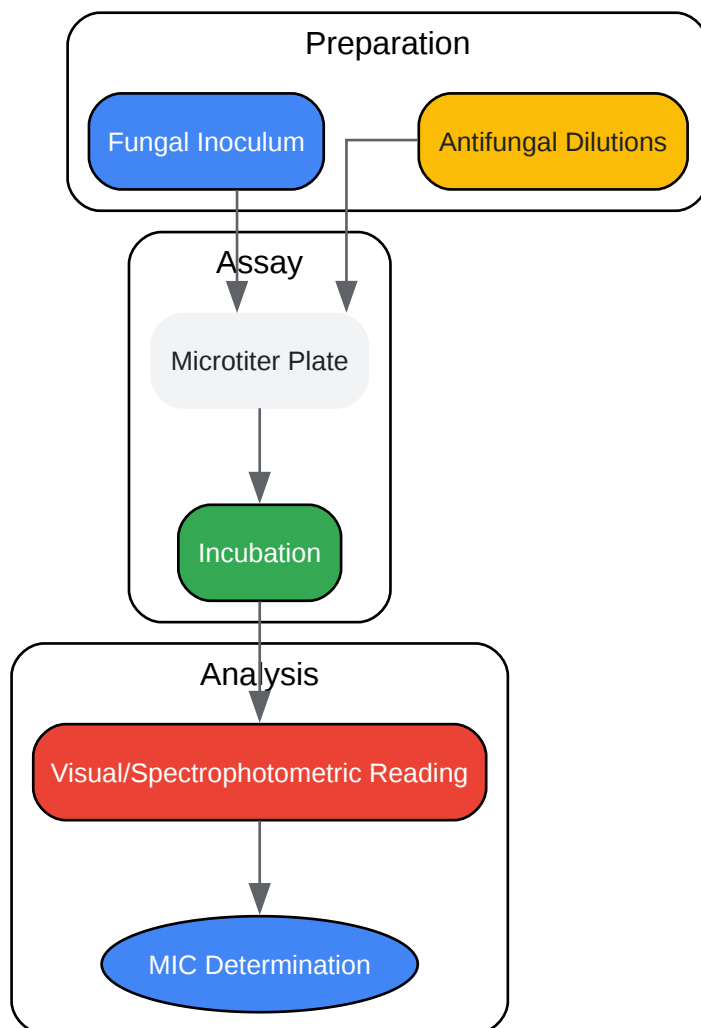 Preparation
Fungal Inoculum
Antifungal Dilutions
Assay
Microtiter Plate
Incubation
Analysis
Visual/Spectrophotometric Reading
MIC Determination